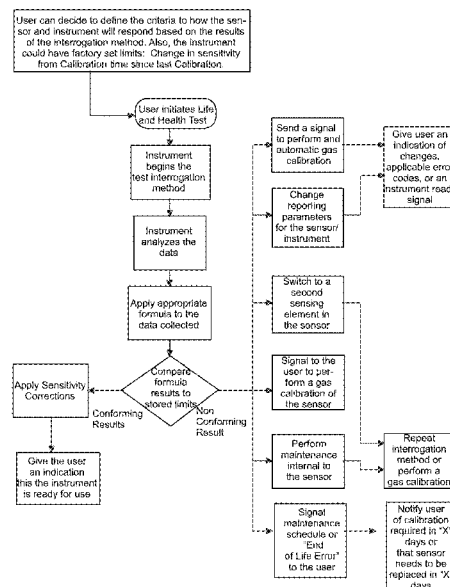 User can decide to define the criteria to how the sen-
sor and instrument will respond based on the results
of the interrogation method. Also, the instrument
could have factory set limits: Change in sensitivity
from Calibration time since last Calibration.
User initiates Life
and Health Test
Instrument
begins the
test interrogation
method
Instrument
analyzes the
data
Apply appropriate
formula to the
data collected
Compare
formula
results to
stored limits
Conforming
Results
Non
Conforming
Result
Apply Sensitivity
Corrections
Give the user
an indication
this the instrument
is ready for use
Send a signal
to perform and
automatic gas
calibration
Change
reporting
parameters
for the sensor/
instrument
Switch to a
second
sensing
element in
the sensor
Signal to the
user to per-
form a gas
calibration of
the sensor
Perform
maintenance
internal to
the sensor
Signal
maintenance
schedule or "End
of Life Error"
to the user
Give user an
indication of
changes,
applicable error
codes, or an
instrument ready
signal
Repeat
interrogation
method or
perform a
gas calibration
Notify user
of calibration
required in "X"
days or
that sensor
needs to be
replaced in "X"
days